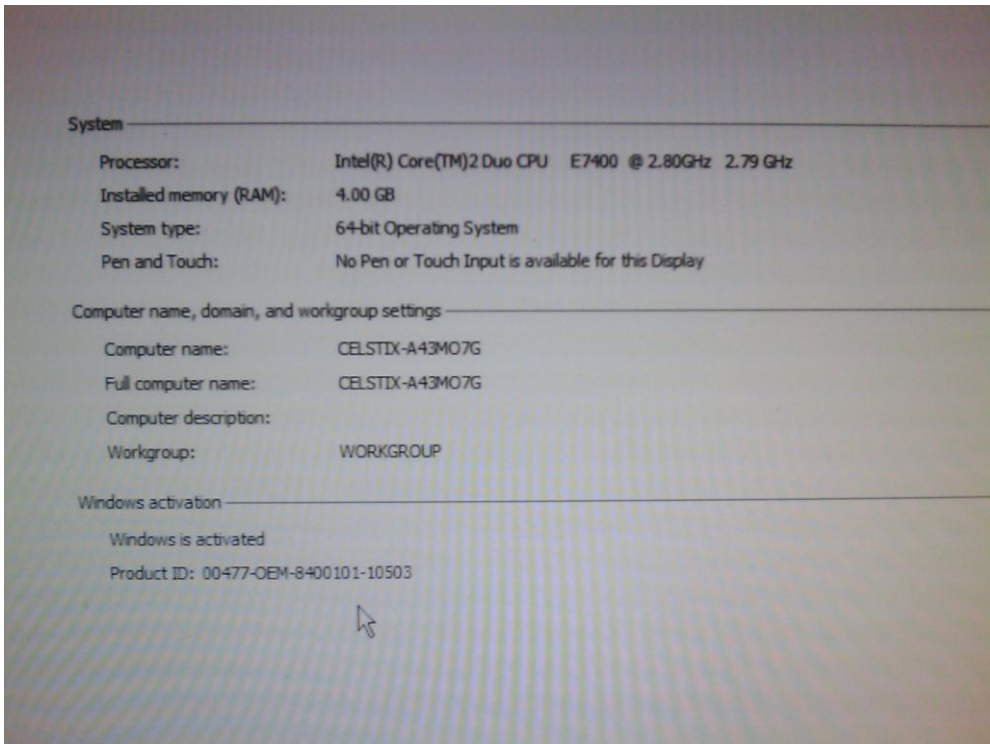 System
Processor: Intel(R) Core(TM)2 Duo CPU E7400 @ 2.80GHz 2.79 GHz
Installed memory (RAM): 4.00 GB
System type: 64-bit Operating System
Pen and Touch: No Pen or Touch Input is available for this Display
Computer name, domain, and workgroup settings
Computer name: CELSTIX-A43MO7G
Full computer name: CELSTIX-A43MO7G
Computer description:
Workgroup: WORKGROUP
Windows activation
Windows is activated
Product ID: 00477-OEM-8400101-10503